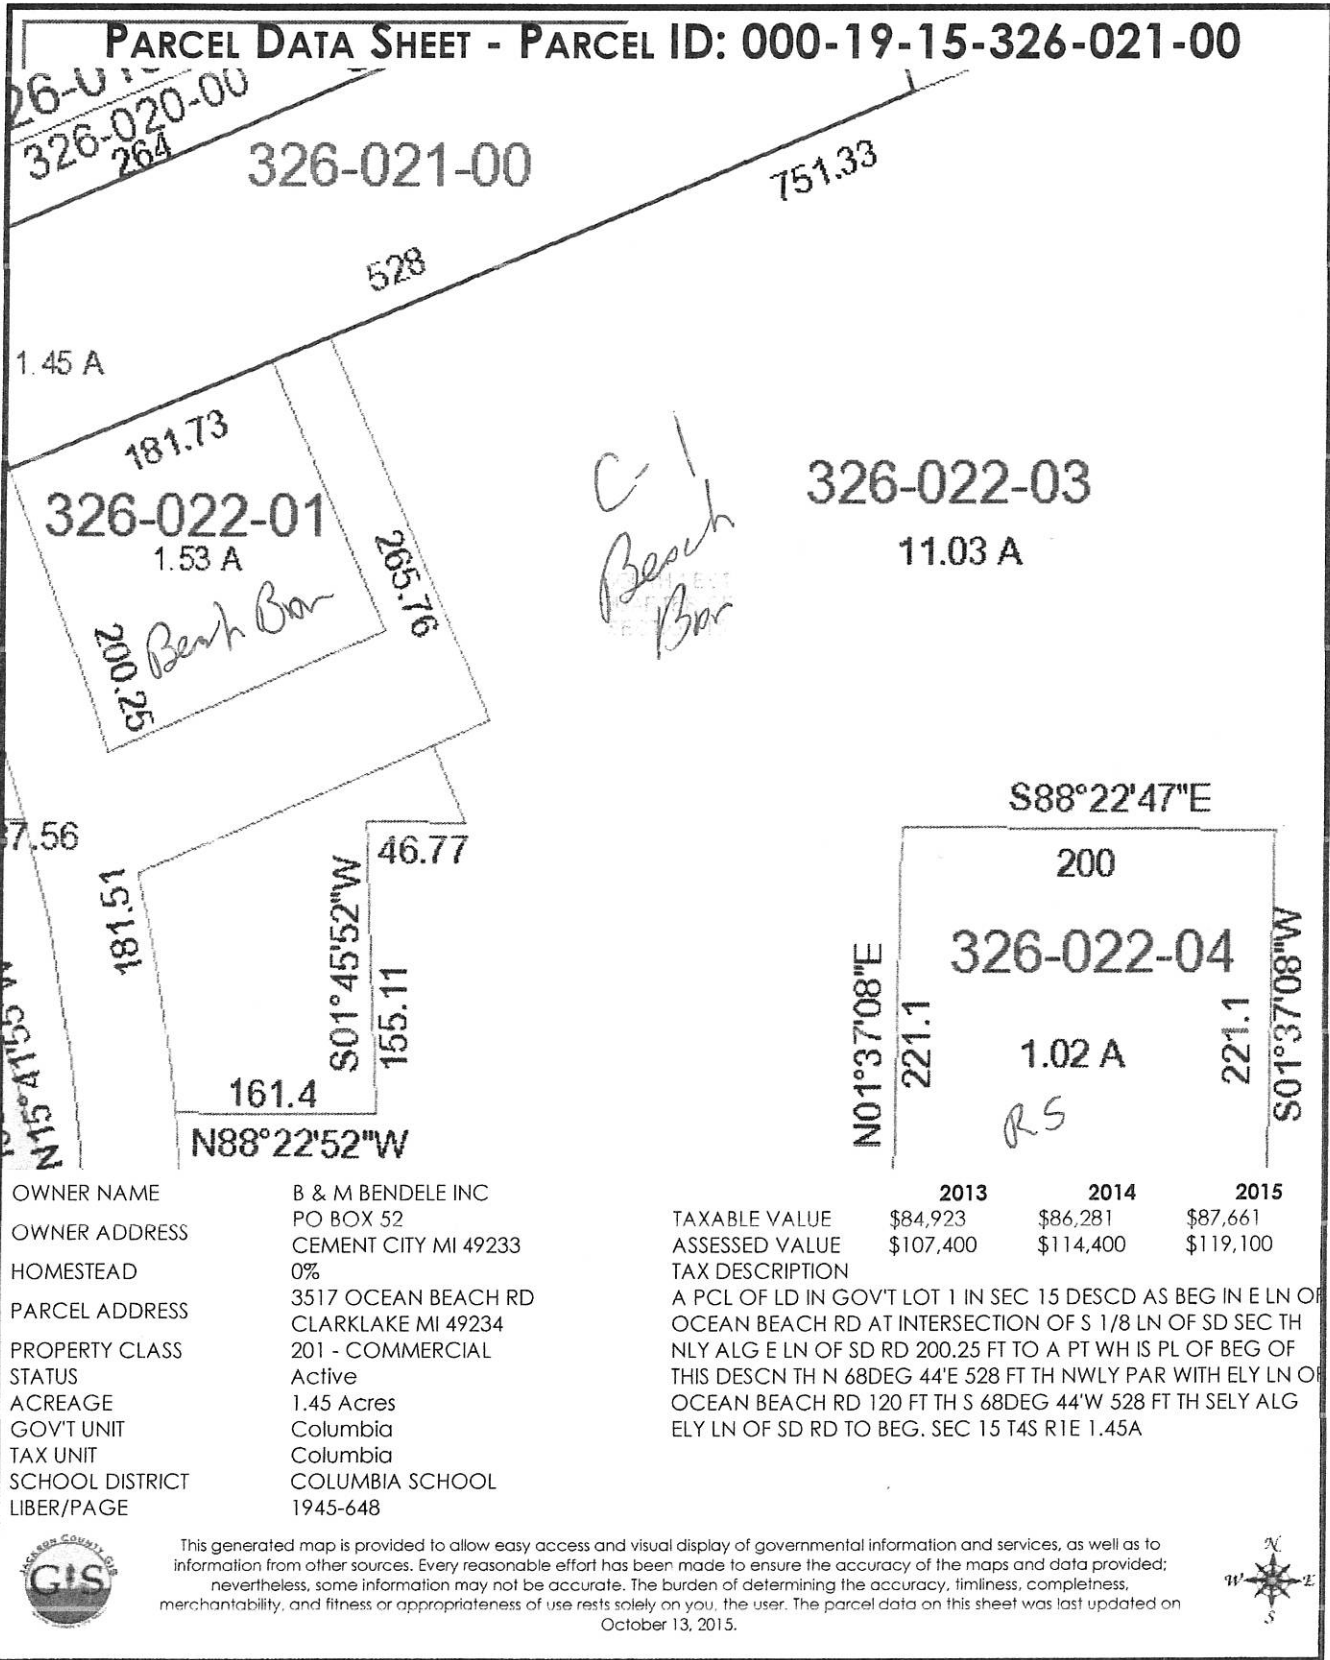 PARCEL DATA SHEET - PARCEL ID: 000-19-15-326-021-00
326-020-00
264
326-021-00
751.33
528
1.45 A
181.73
326-022-01
1.53 A
Beach Bar
200.25
265.76
C-1
Beach
Bar
326-022-03
11.03 A
7.56
181.51
46.77
S01°45'52"W
155.11
161.4
N88°22'52"W
N15°41'55"W
S88°22'47"E
200
326-022-04
N01°37'08"E
221.1
1.02 A
221.1
S01°37'08"W
RS
OWNER NAME B & M BENDELE INC
OWNER ADDRESS PO BOX 52
CEMENT CITY MI 49233
HOMESTEAD 0%
PARCEL ADDRESS 3517 OCEAN BEACH RD
CLARKLAKE MI 49234
PROPERTY CLASS 201 - COMMERCIAL
STATUS Active
ACREAGE 1.45 Acres
GOV'T UNIT Columbia
TAX UNIT Columbia
SCHOOL DISTRICT COLUMBIA SCHOOL
LIBER/PAGE 1945-648
2013 2014 2015
TAXABLE VALUE $84,923 $86,281 $87,661
ASSESSED VALUE $107,400 $114,400 $119,100
TAX DESCRIPTION
A PCL OF LD IN GOV'T LOT 1 IN SEC 15 DESCD AS BEG IN E LN OF
OCEAN BEACH RD AT INTERSECTION OF S 1/8 LN OF SD SEC TH
NLY ALG E LN OF SD RD 200.25 FT TO A PT WH IS PL OF BEG OF
THIS DESCN TH N 68DEG 44'E 528 FT TH NWLY PAR WITH ELY LN OF
OCEAN BEACH RD 120 FT TH S 68DEG 44'W 528 FT TH SELY ALG
ELY LN OF SD RD TO BEG. SEC 15 T4S R1E 1.45A
JACKSON COUNTY GIS
GIS
This generated map is provided to allow easy access and visual display of governmental information and services, as well as to
information from other sources. Every reasonable effort has been made to ensure the accuracy of the maps and data provided;
nevertheless, some information may not be accurate. The burden of determining the accuracy, timliness, completness,
merchantability, and fitness or appropriateness of use rests solely on you, the user. The parcel data on this sheet was last updated on
October 13, 2015.
N
W E
S